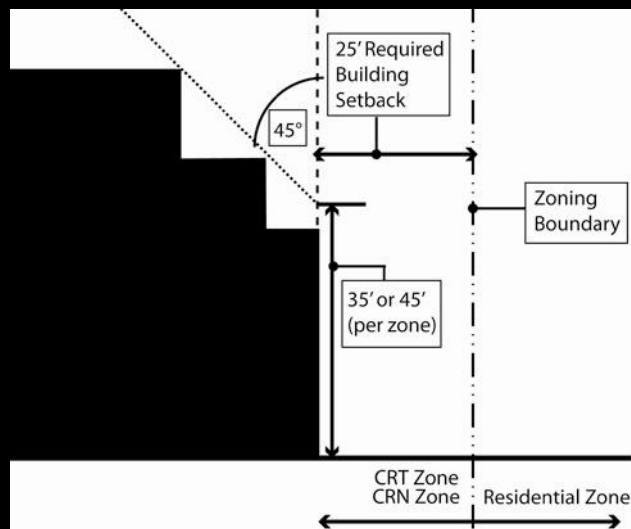 25′ Required
Building
Setback
45°
Zoning
Boundary
35′ or 45′
(per zone)
CRT Zone
CRN Zone
Residential Zone